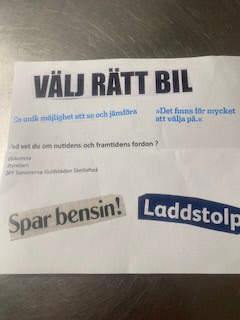 VÄLJ RÄTT BIL
En unik möjlighet att se och jämföra
»Det finns för mycket
att välja på.«
Vad vet du om nutidens och framtidens fordon ?
Välkomna
SPF Seniorerna Guldstaden Skellefteå
Spar bensin!
Laddstolp